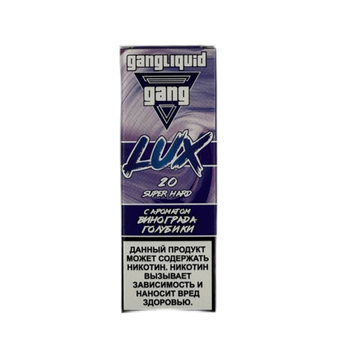 GANGLIQUID
GANG
LUX
20
SUPER HARD
С АРОМАТОМ
ВИНОГРАДА
ГОЛУБИКИ
ДАННЫЙ ПРОДУКТ
МОЖЕТ СОДЕРЖАТЬ
НИКОТИН. НИКОТИН
ВЫЗЫВАЕТ
ЗАВИСИМОСТЬ И
НАНОСИТ ВРЕД
ЗДОРОВЬЮ.